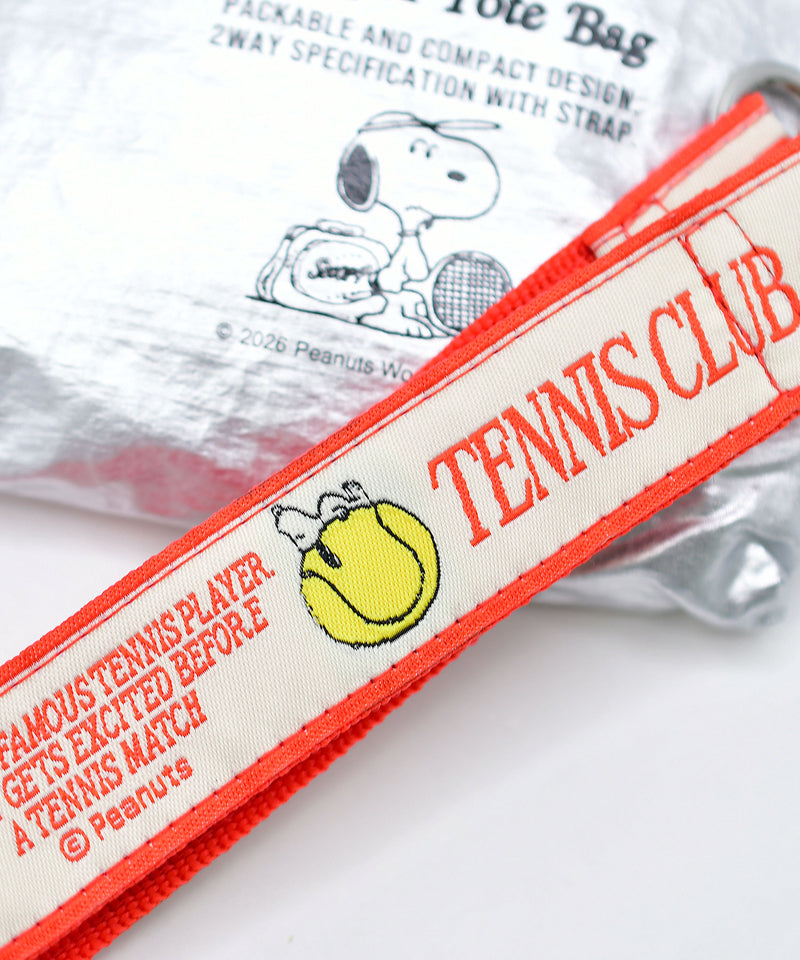 Tote Bag
PACKABLE AND COMPACT DESIGN.
2WAY SPECIFICATION WITH STRAP.
Snoopy
© 2026 Peanuts
TENNIS CLUB
FAMOUS TENNIS PLAYER
GETS EXCITED BEFORE
A TENNIS MATCH
© Peanuts